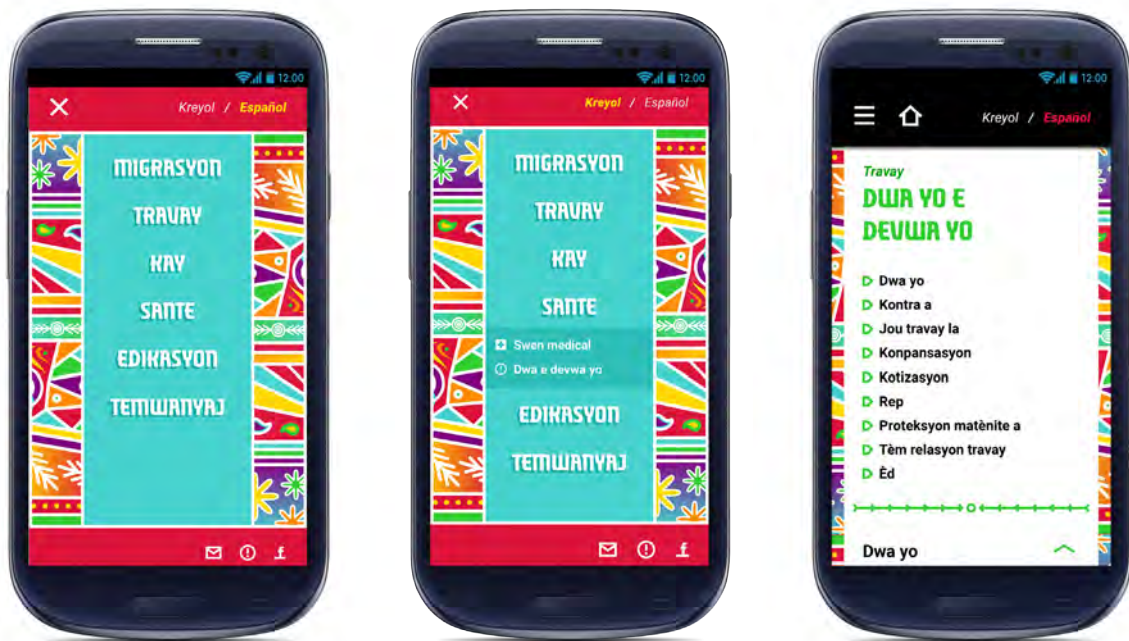 12:00
Kreyol / Español
MIGRASYON
TRAVAY
KAY
SANTE
EDIKASYON
TEMWANYAJ
12:00
Kreyol / Español
MIGRASYON
TRAVAY
KAY
SANTE
Swen medical
Dwa e devwa yo
EDIKASYON
TEMWANYAJ
12:00
Kreyol / Español
Travay
DWA YO E
DEVWA YO
Dwa yo
Kontra a
Jou travay la
Konpansasyon
Kotizasyon
Rep
Proteksyon matènite a
Tèm relasyon travay
Èd
Dwa yo